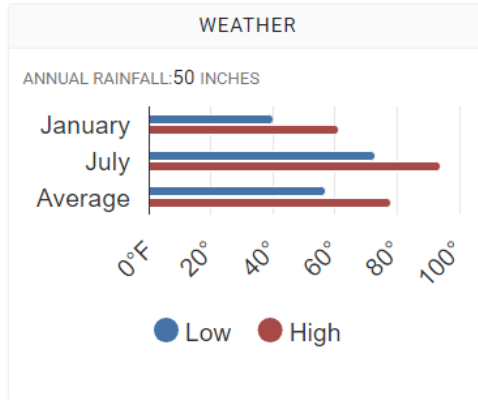 WEATHER
ANNUAL RAINFALL:50 INCHES
January
July
Average
0°F 20° 40° 60° 80° 100°
Low High